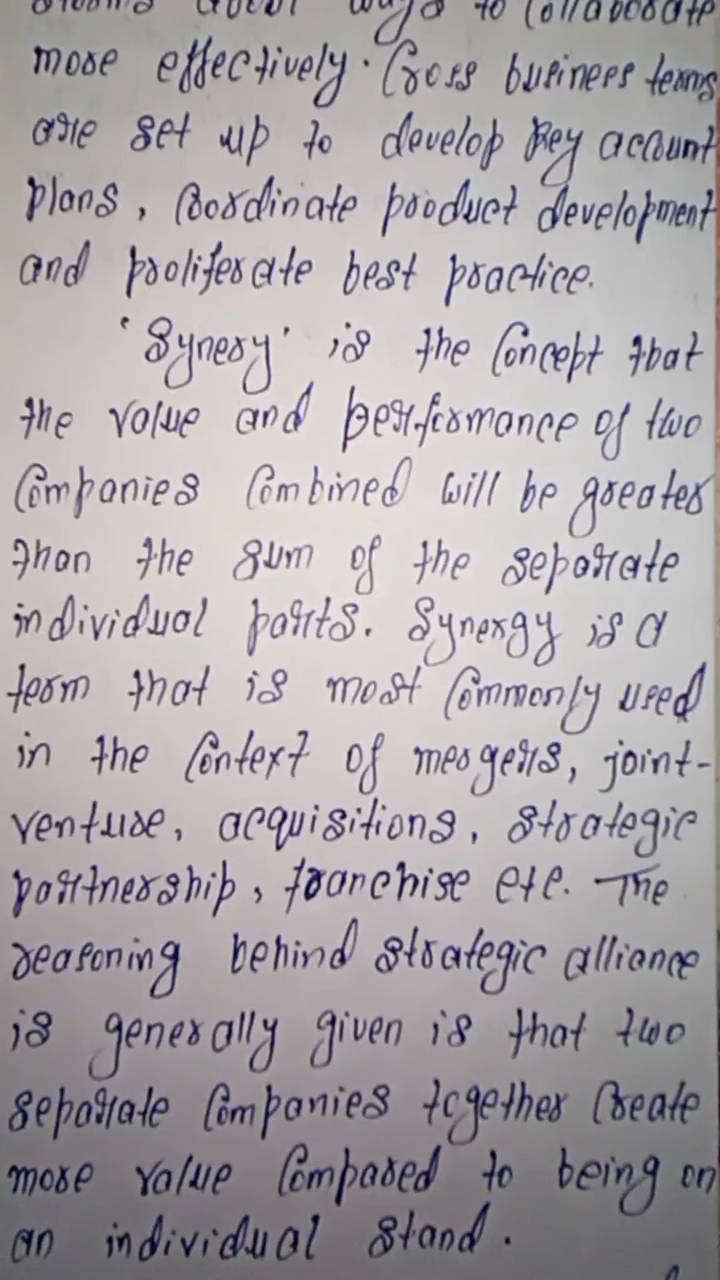 ways to collaborate
more effectively. Cross business teams
are set up to develop key account
plans, coordinate product development
and proliferate best practice.
'Synery' is the concept that
the value and performance of two
companies combined will be greater
than the sum of the separate
individual parts. Synergy is a
term that is most commonly used
in the context of mergers, joint-
venture, acquisitions, strategic
partnership, franchise etc. The
reasoning behind strategic alliance
is generally given is that two
separate companies together create
more value compared to being on
an individual stand.